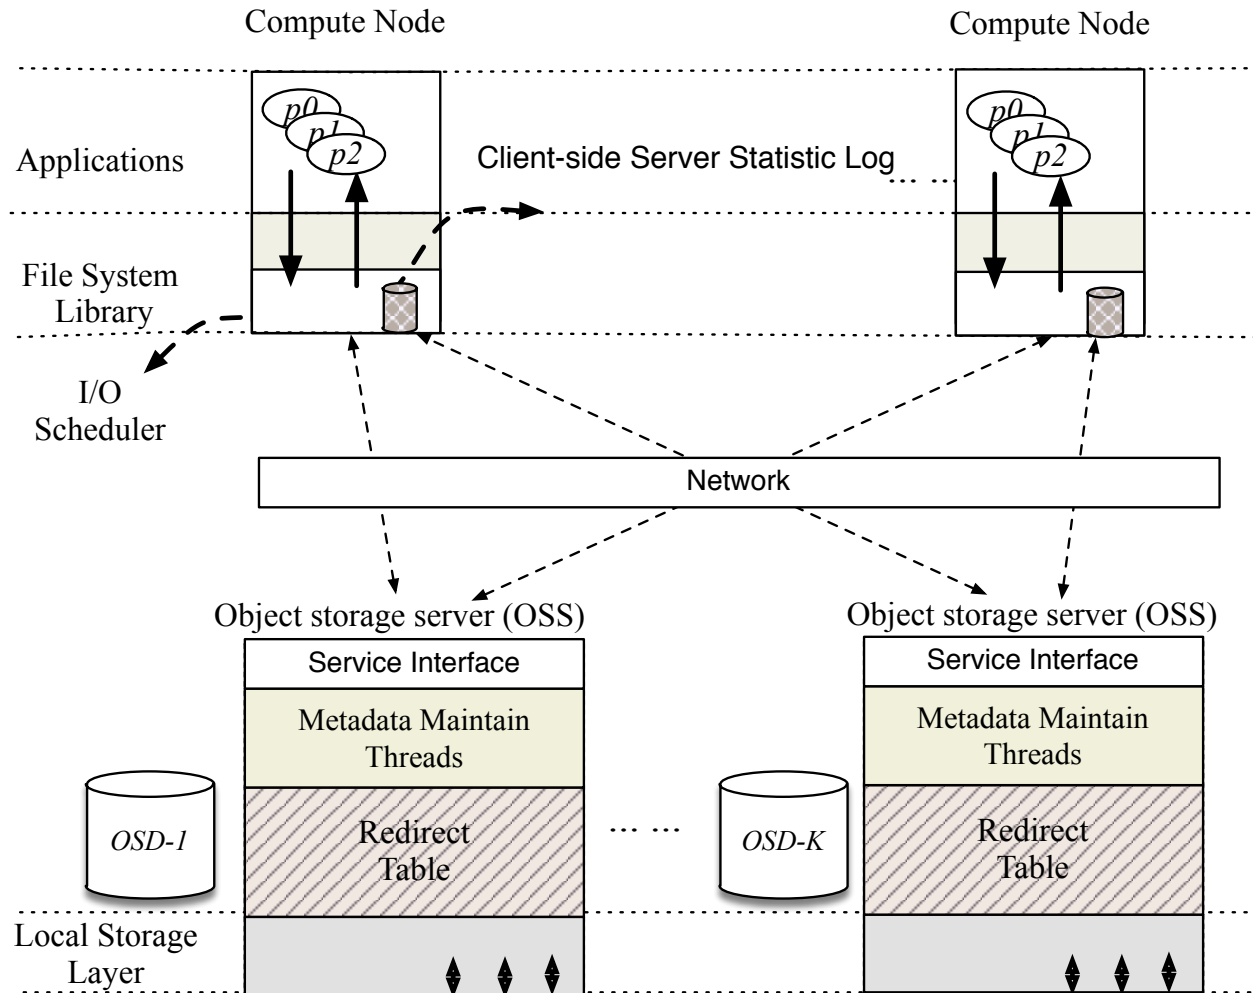 Compute Node
Compute Node
p0
p1
p2
p0
p1
p2
Applications
Client-side Server Statistic Log
... ...
File System
Library
I/O
Scheduler
Network
Object storage server (OSS)
Object storage server (OSS)
Service Interface
Service Interface
Metadata Maintain
Threads
Metadata Maintain
Threads
OSD-1
Redirect
Table
... ...
OSD-K
Redirect
Table
Local Storage
Layer